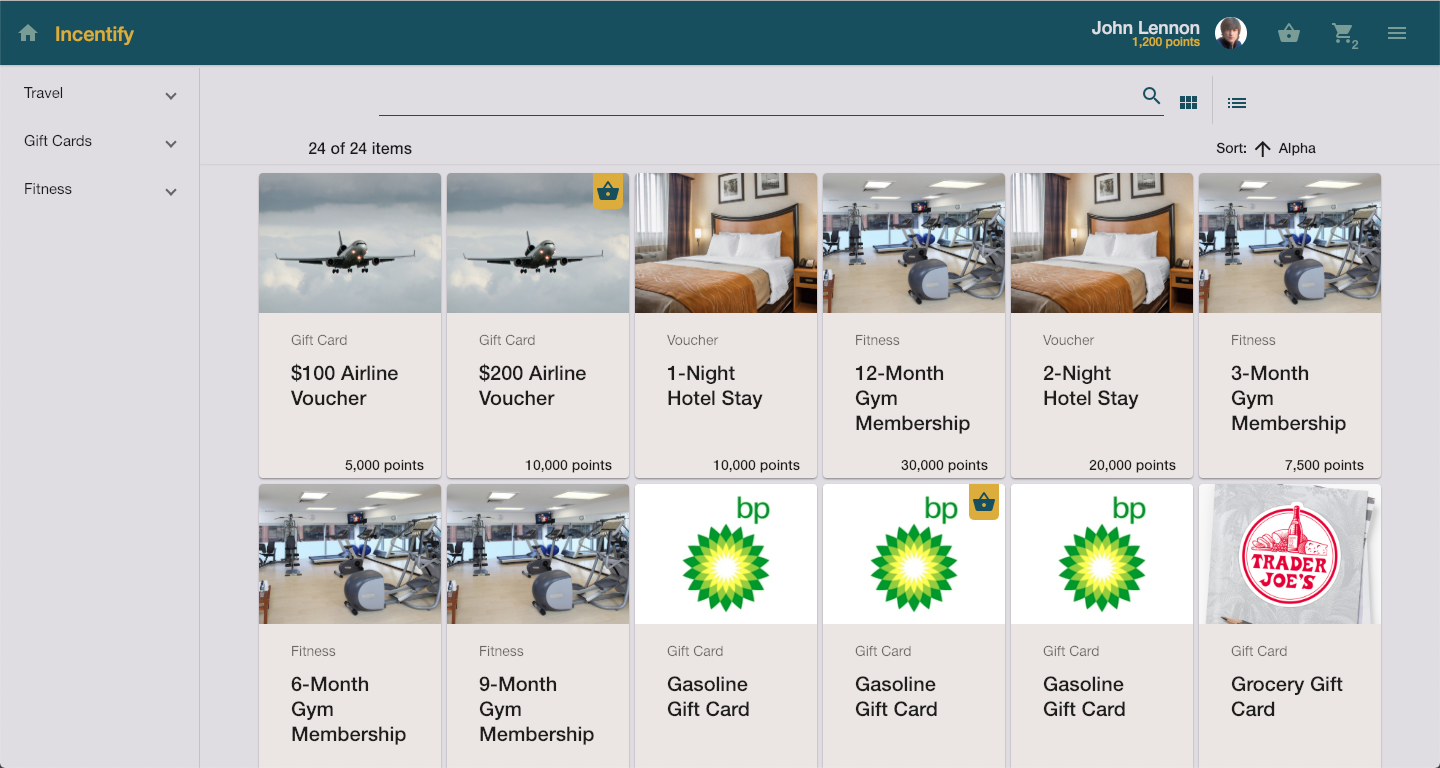 Incentify
John Lennon
1,200 points
2
Travel
Gift Cards
Fitness
24 of 24 items
Sort: Alpha
Gift Card
$100 Airline
Voucher
5,000 points
Gift Card
$200 Airline
Voucher
10,000 points
Voucher
1-Night
Hotel Stay
10,000 points
Fitness
12-Month
Gym
Membership
30,000 points
Voucher
2-Night
Hotel Stay
20,000 points
Fitness
3-Month
Gym
Membership
7,500 points
Fitness
6-Month
Gym
Membership
Fitness
9-Month
Gym
Membership
bp
Gift Card
Gasoline
Gift Card
bp
Gift Card
Gasoline
Gift Card
bp
Gift Card
Gasoline
Gift Card
TRADER
JOE'S
Gift Card
Grocery Gift
Card